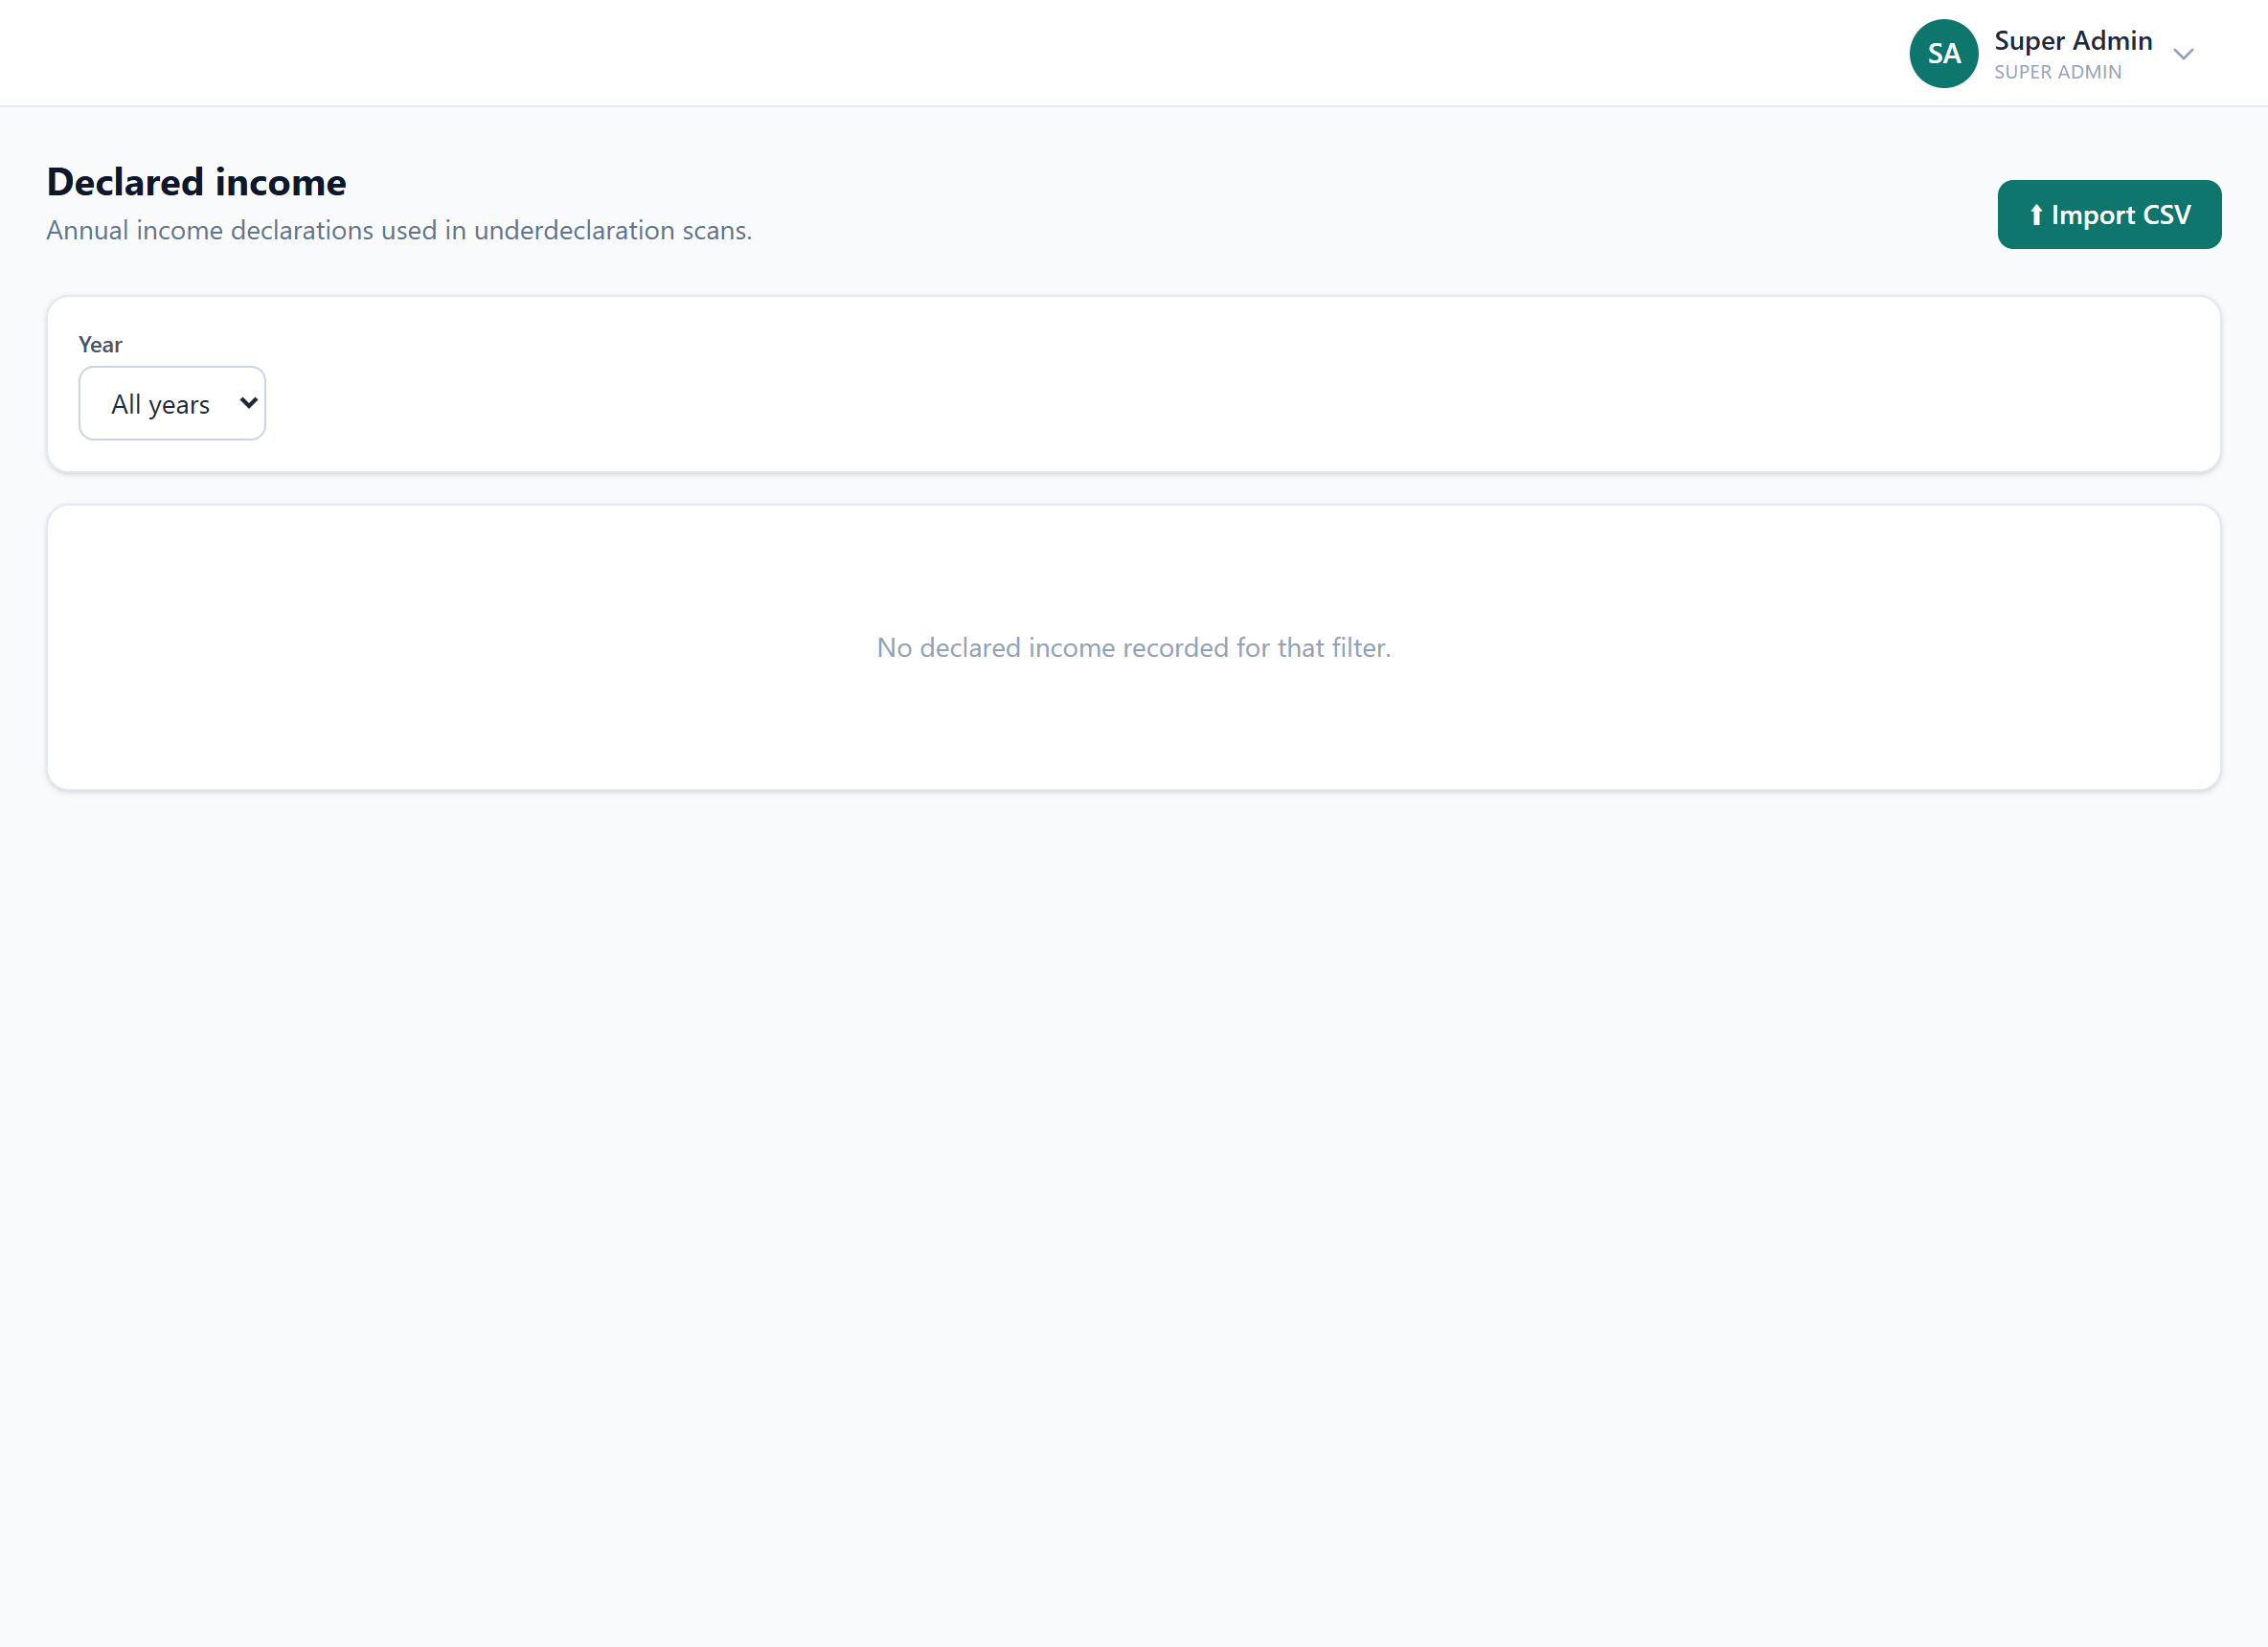 SA
Super Admin
SUPER ADMIN
Declared income
Annual income declarations used in underdeclaration scans.
⬆ Import CSV
Year
All years
No declared income recorded for that filter.